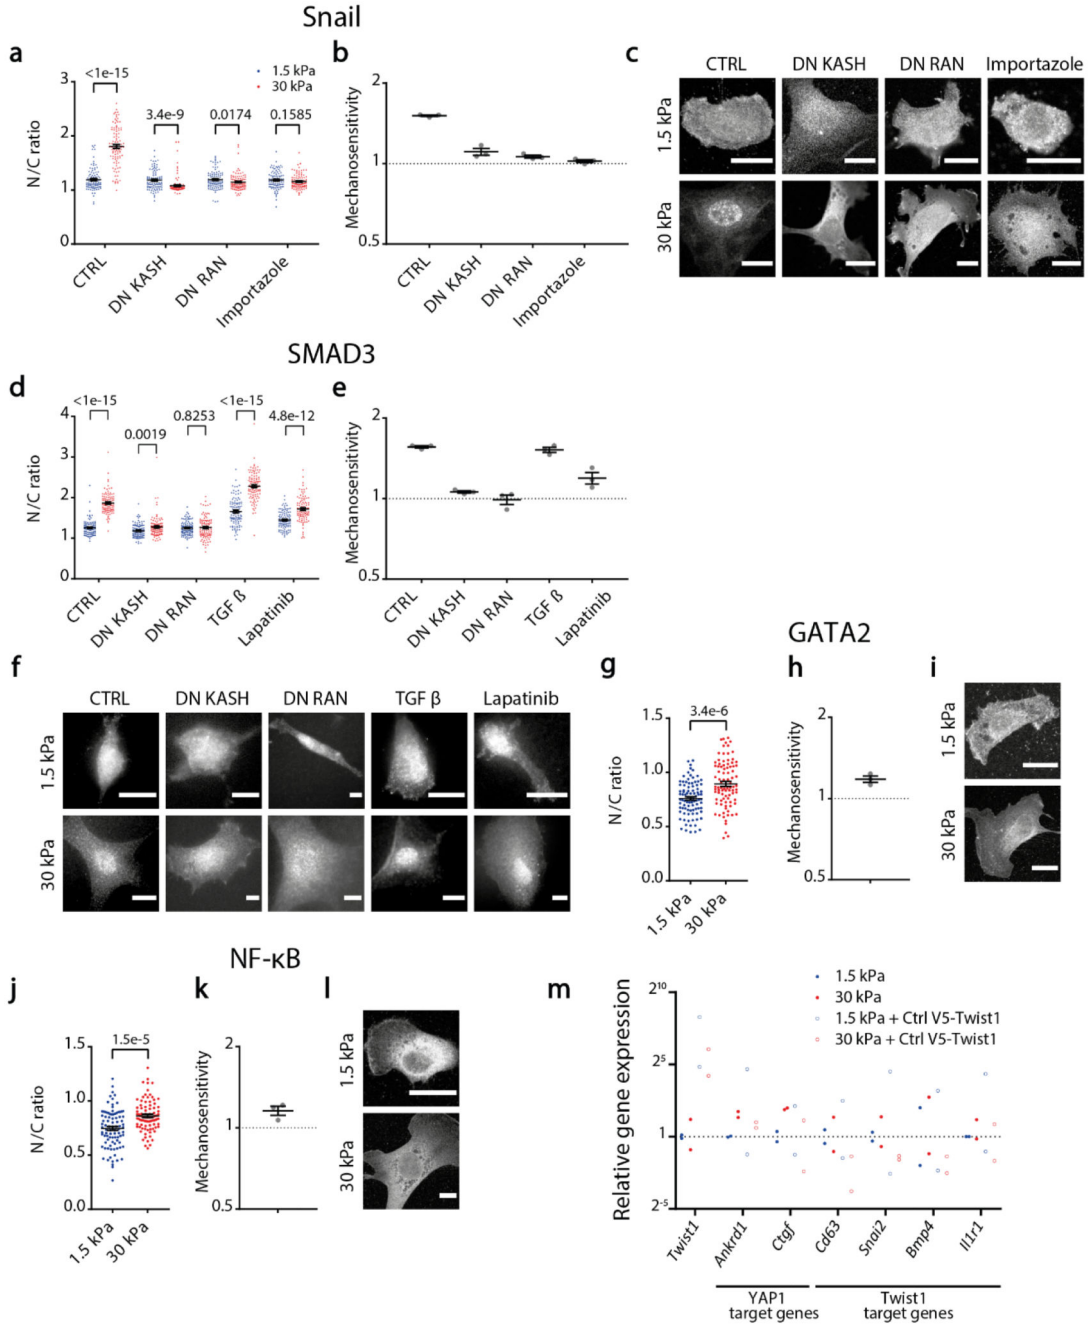 Snail
a
<1e-15
3.4e-9
0.0174
0.1585
1.5 kPa
30 kPa
N/C ratio
3
2
1
0
CTRL
DN KASH
DN RAN
Importazole
b
Mechanosensitivity
2
1
0.5
CTRL
DN KASH
DN RAN
Importazole
c
CTRL DN KASH DN RAN Importazole
1.5 kPa
30 kPa
SMAD3
d
<1e-15
0.0019
0.8253
<1e-15
4.8e-12
N/C ratio
4
3
2
1
0
CTRL
DN KASH
DN RAN
TGF ß
Lapatinib
e
Mechanosensitivity
2
1
0.5
CTRL
DN KASH
DN RAN
TGF ß
Lapatinib
f
CTRL DN KASH DN RAN TGF β Lapatinib
1.5 kPa
30 kPa
GATA2
g
3.4e-6
N/C ratio
1.5
1.0
0.5
0.0
1.5 kPa
30 kPa
h
Mechanosensitivity
2
1
0.5
i
1.5 kPa
30 kPa
NF-κB
j
1.5e-5
N/C ratio
1.5
1.0
0.5
0.0
1.5 kPa
30 kPa
k
Mechanosensitivity
2
1
0.5
l
1.5 kPa
30 kPa
m
1.5 kPa
30 kPa
1.5 kPa + Ctrl V5-Twist1
30 kPa + Ctrl V5-Twist1
Relative gene expression
2^10
2^5
1
2^-5
Twist1
Ankrd1
Ctgf
Cd63
Snai2
Bmp4
Il1r1
YAP1
target genes
Twist1
target genes